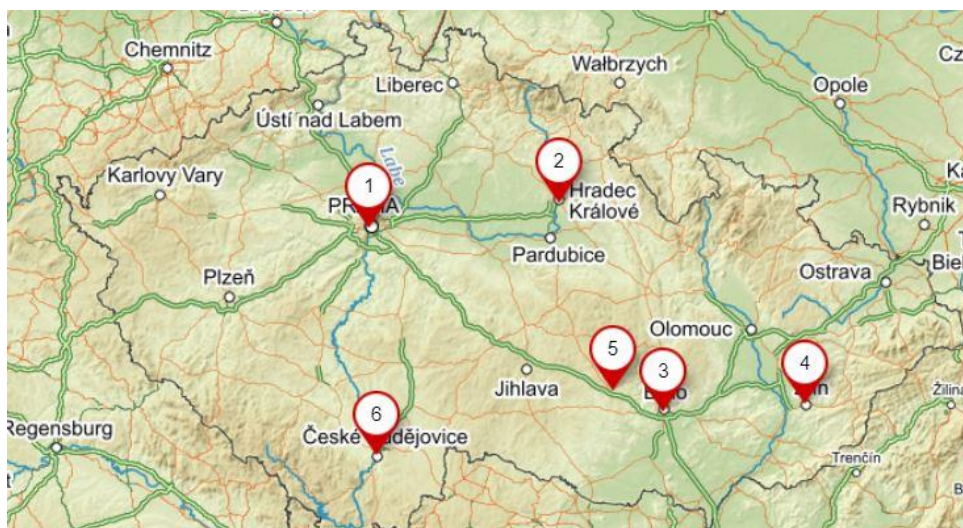 Chemnitz
Wałbrzych
Liberec
Opole
Ústí nad Labem
Labe
Karlovy Vary
1
2
Hradec
Králové
Rybnik
Pardubice
Plzeň
Ostrava
Olomouc
5
3
4
Jihlava
Žilina
6
České
Regensburg
Trenčín